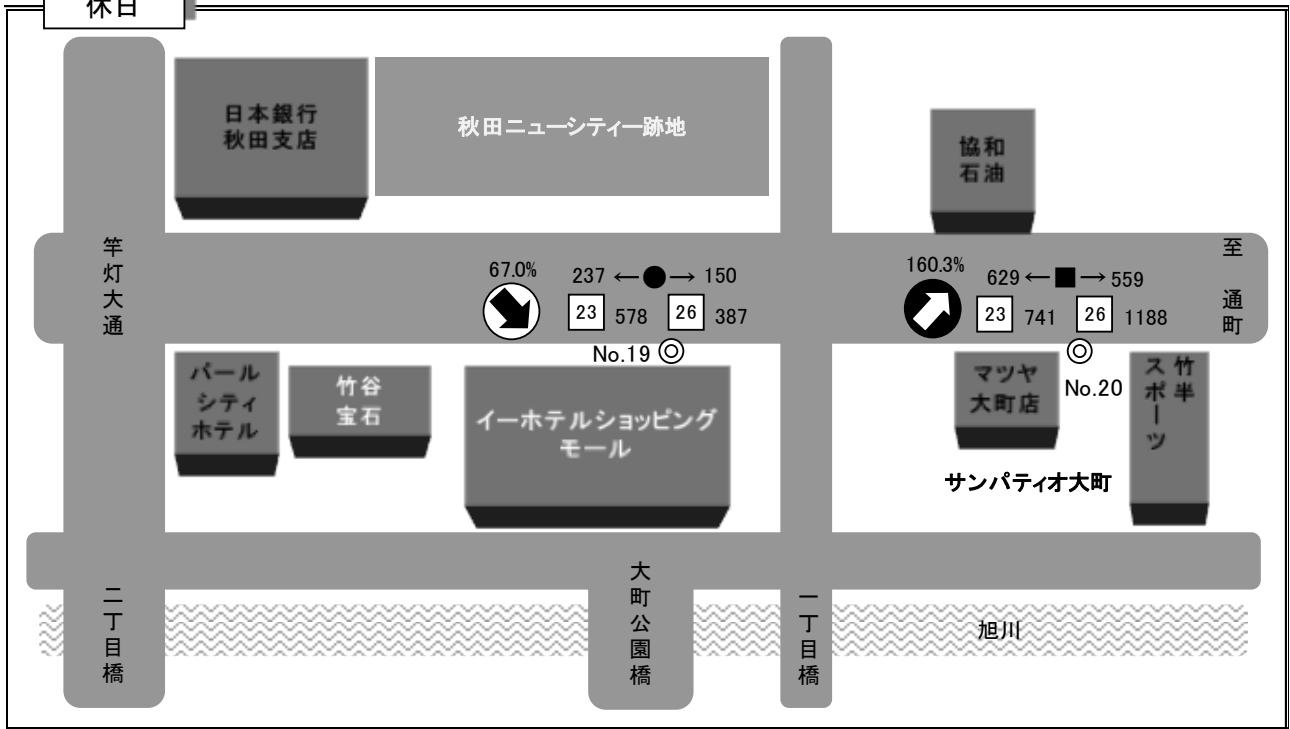 休日
日本銀行
秋田支店
秋田ニューシティー跡地
協和
石油
竿灯大通
至 通町
67.0%
237 ←●→ 150
23 578 26 387
No.19 ◎
160.3%
629 ←■→ 559
23 741 26 1188
◎
No.20
パール
シティ
ホテル
竹谷
宝石
イーホテルショッピング
モール
マツヤ
大町店
竹半
スポーツ
サンパティオ大町
二丁目橋
大町公園橋
一丁目橋
旭川